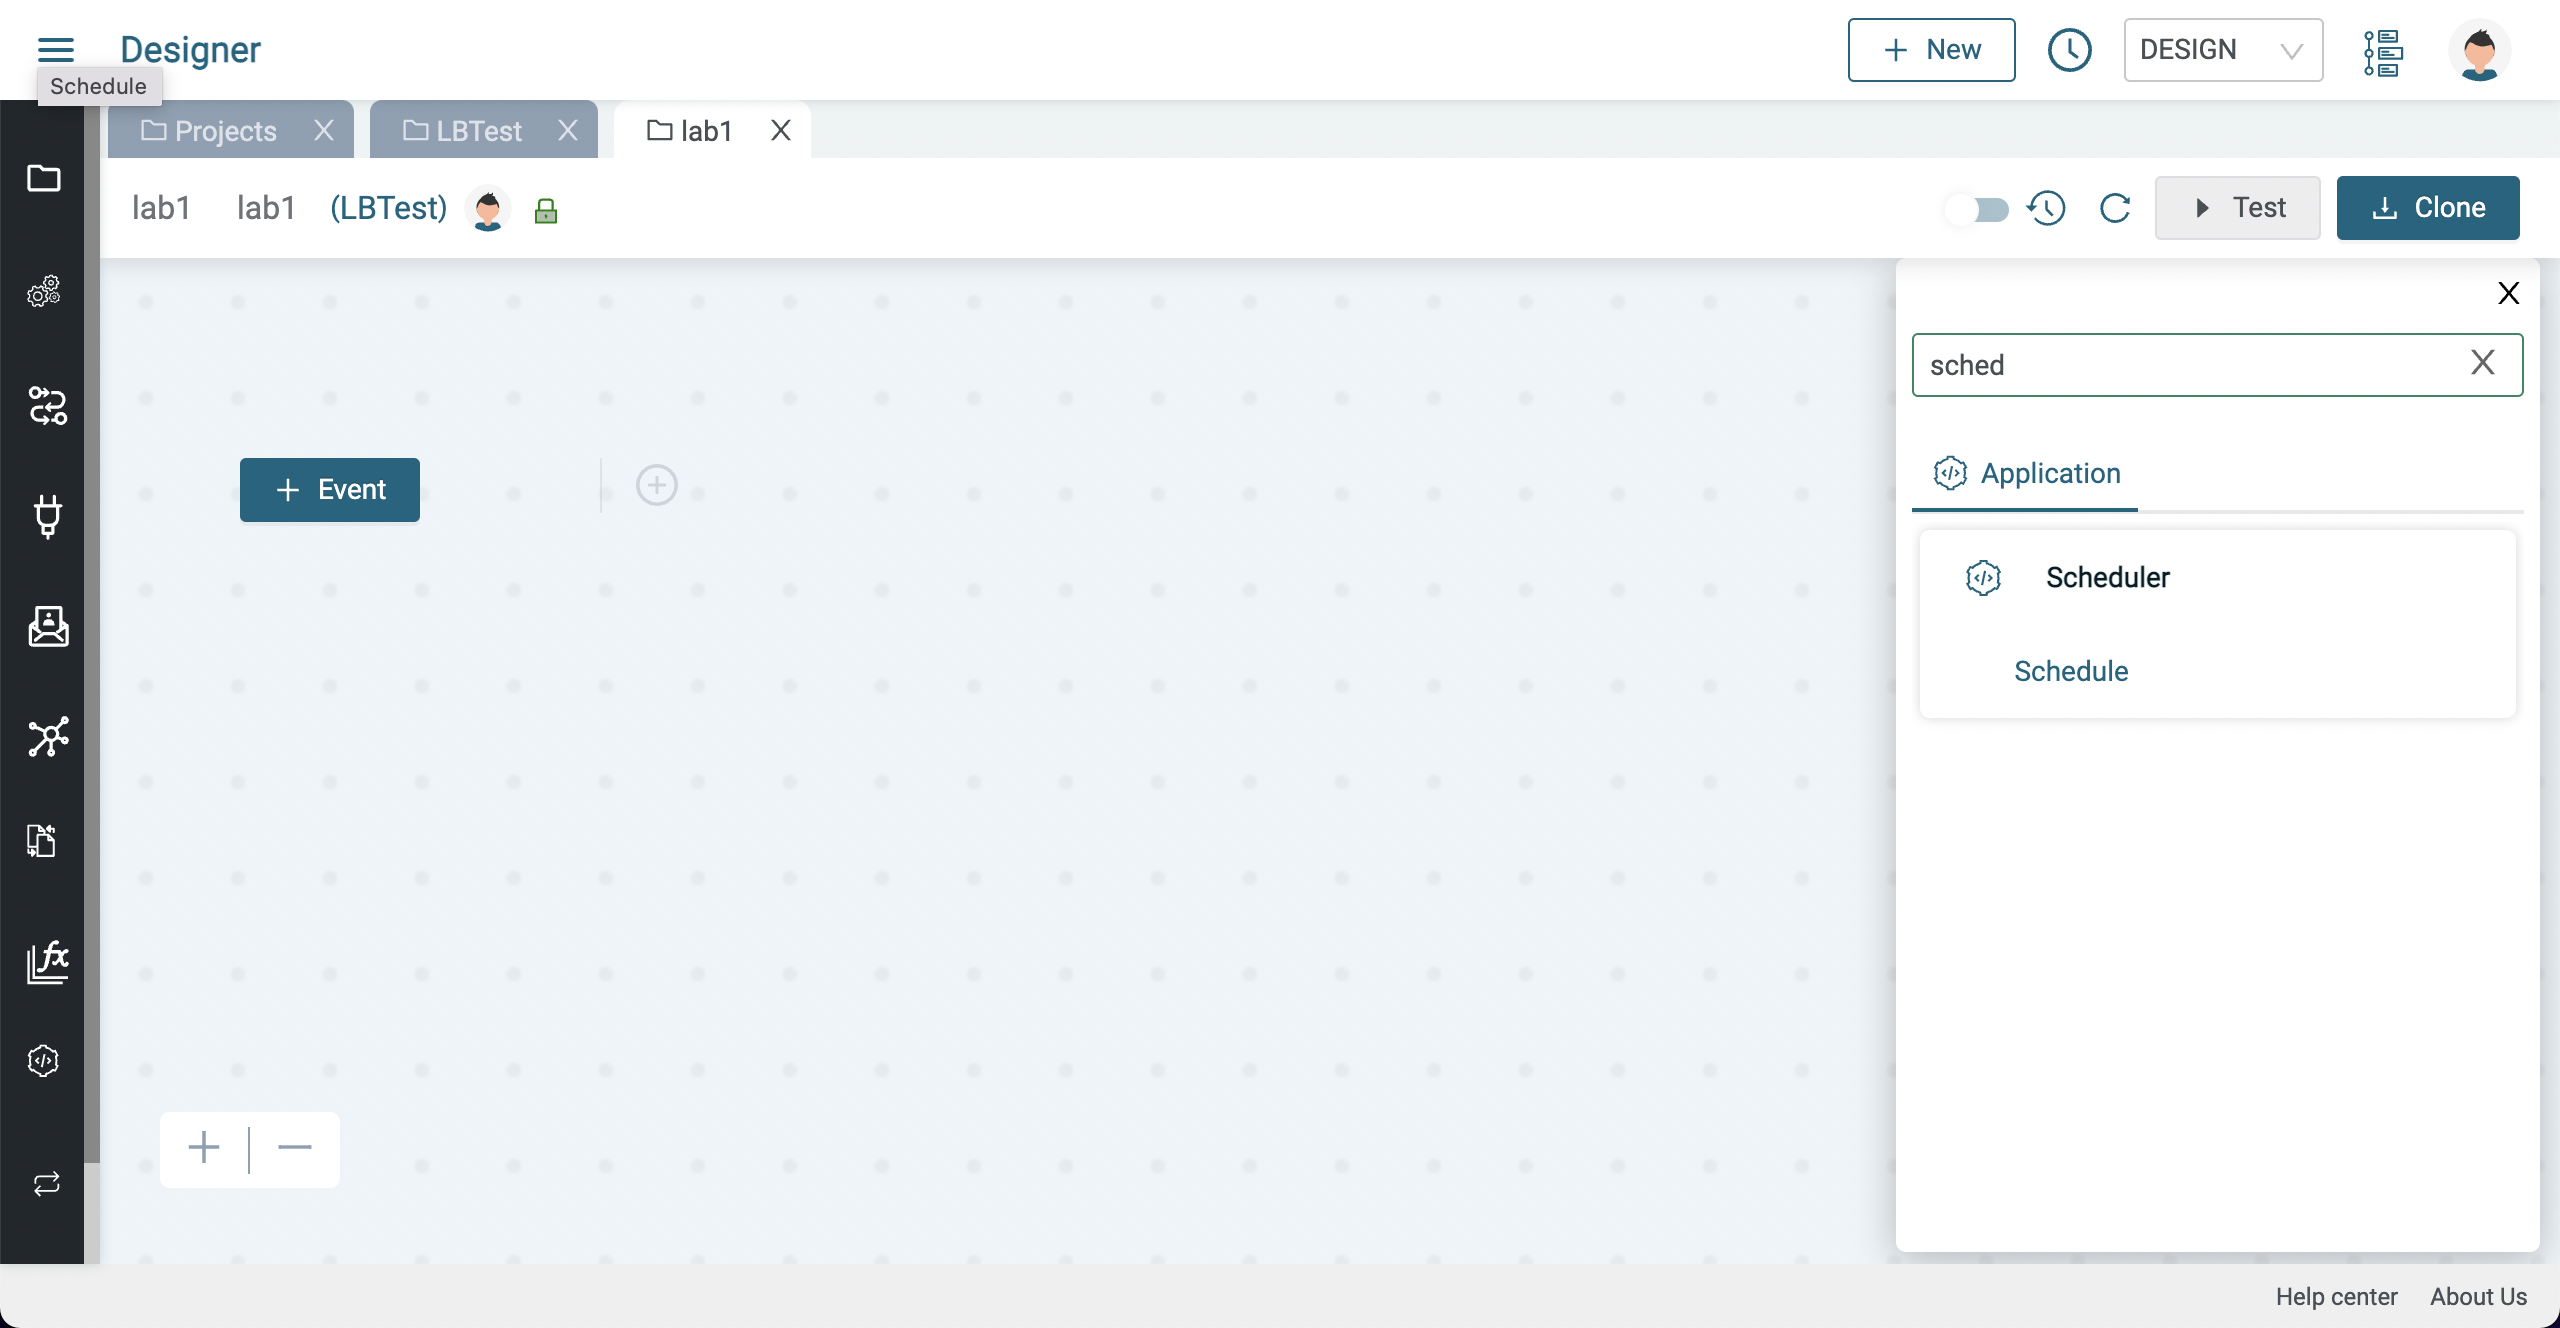 Designer
New
DESIGN
Schedule
Projects X
LBTest X
lab1 X
lab1 lab1 (LBTest)
Test
Clone
X
sched X
Event
Application
Scheduler
Schedule
fx
Help center About Us